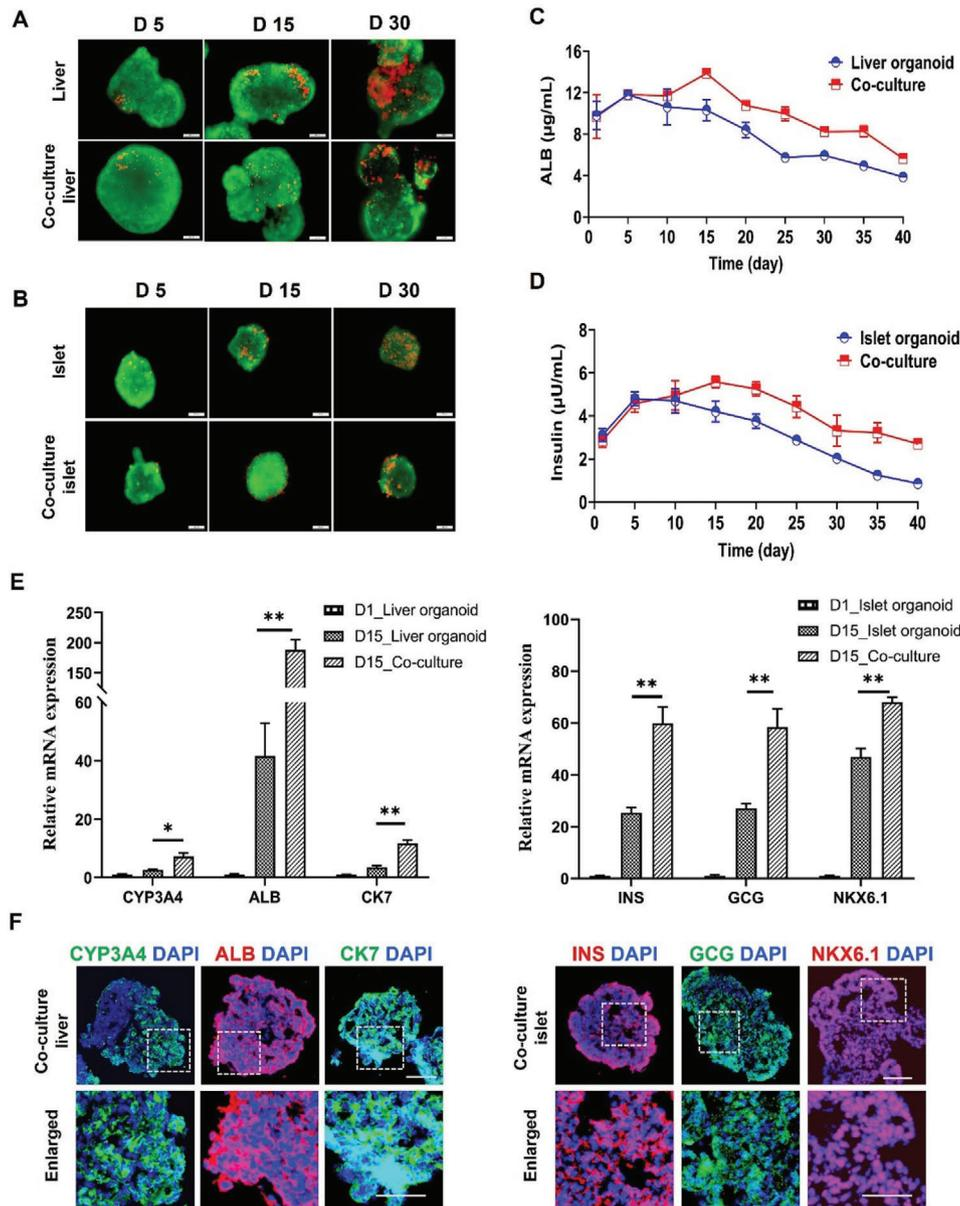 A
D 5
D 15
D 30
Liver
Co-culture
liver
B
D 5
D 15
D 30
Islet
Co-culture
islet
C
16
12
8
4
0
ALB (µg/mL)
0
5
10
15
20
25
30
35
40
Time (day)
Liver organoid
Co-culture
D
8
6
4
2
0
Insulin (µU/mL)
0
5
10
15
20
25
30
35
40
Time (day)
Islet organoid
Co-culture
E
250
200
150
60
40
20
0
Relative mRNA expression
*
**
**
CYP3A4
ALB
CK7
D1_Liver organoid
D15_Liver organoid
D15_Co-culture
100
80
60
40
20
0
Relative mRNA expression
**
**
**
INS
GCG
NKX6.1
D1_Islet organoid
D15_Islet organoid
D15_Co-culture
F
CYP3A4 DAPI
ALB DAPI
CK7 DAPI
Co-culture
liver
Enlarged
INS DAPI
GCG DAPI
NKX6.1 DAPI
Co-culture
islet
Enlarged